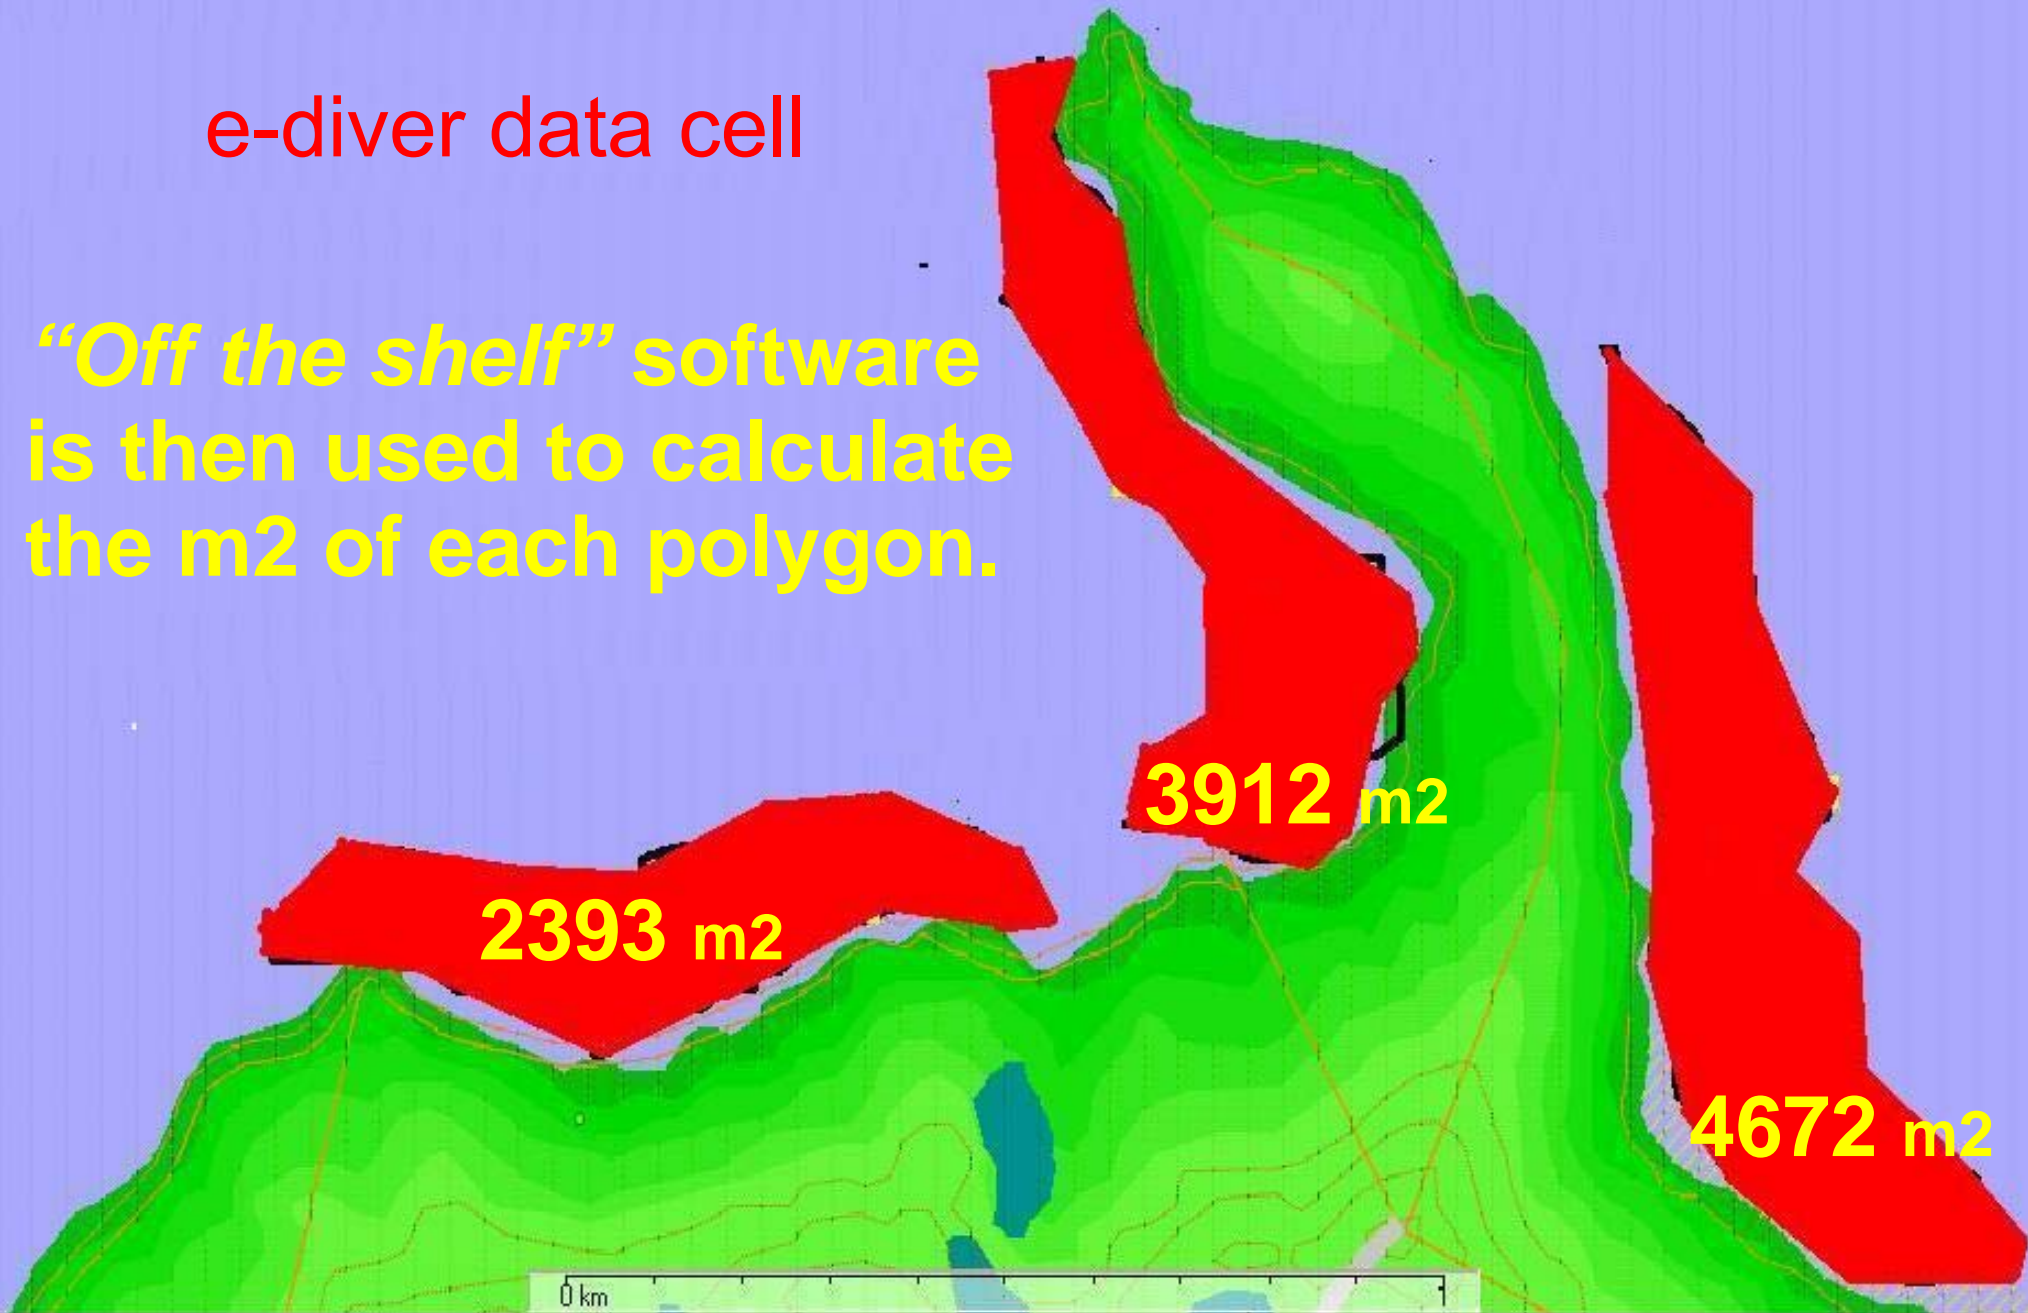 e-diver data cell
“Off the shelf” software
is then used to calculate
the m2 of each polygon.
3912 m2
2393 m2
4672 m2
0 km 1